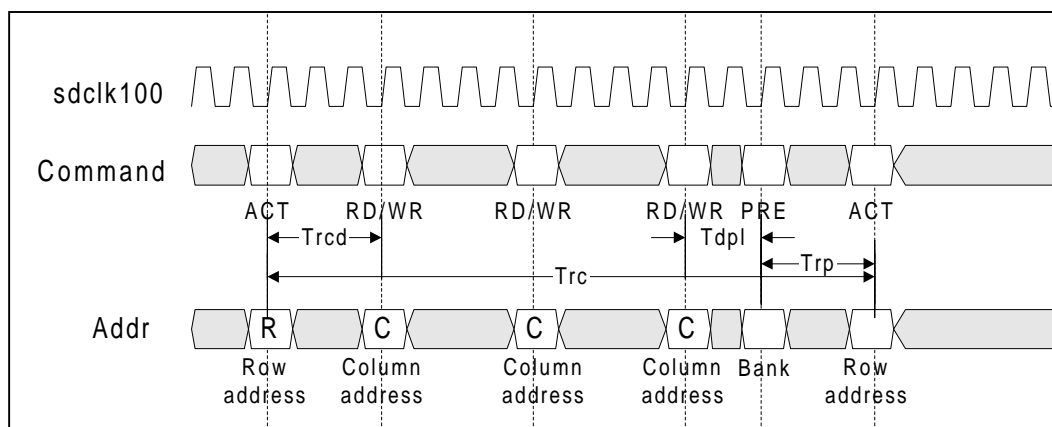 sdclk100
Command
ACT RD/WR RD/WR RD/WR PRE ACT
Trcd Tdpl
Trp
Trc
Addr R C C C
Row address Column address Column address Column address Bank Row address